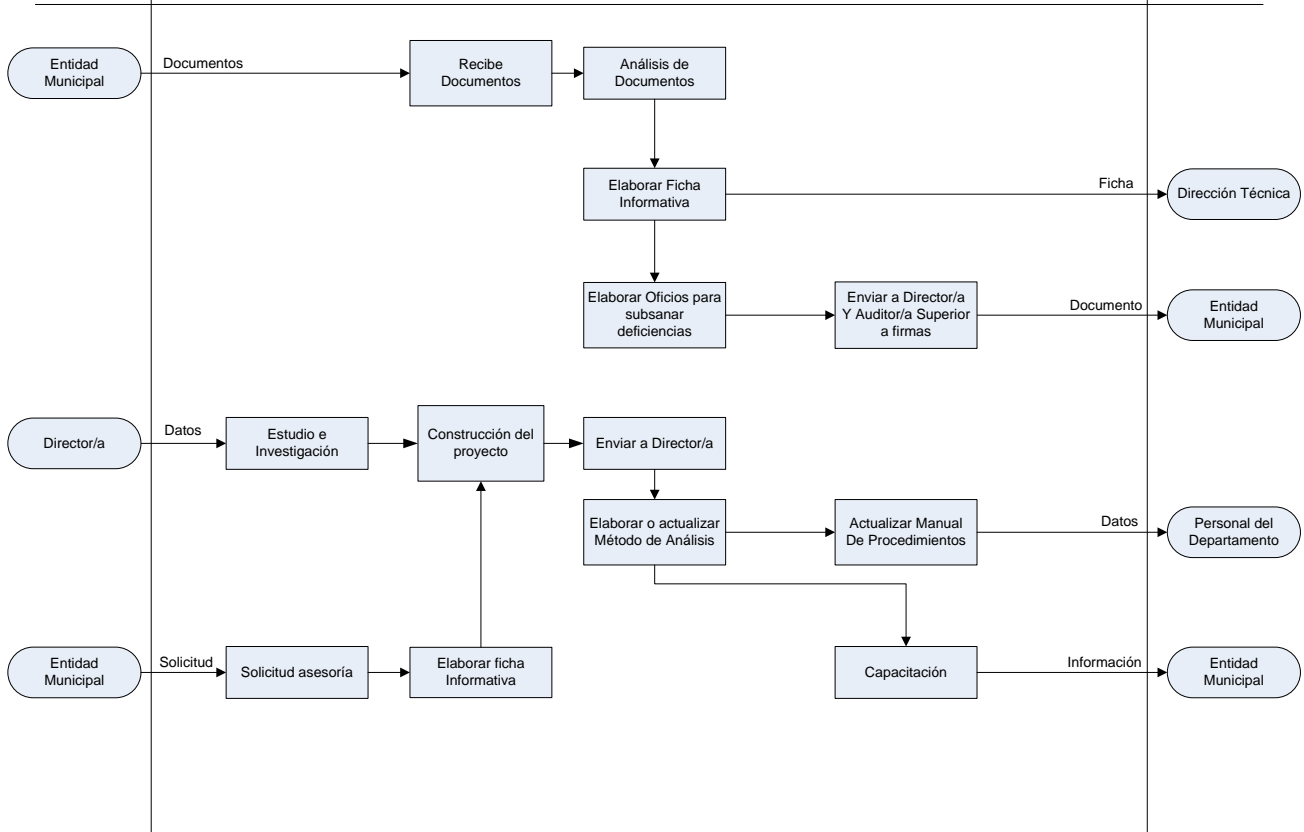 Entidad
Municipal
Documentos
Recibe
Documentos
Análisis de
Documentos
Elaborar Ficha
Informativa
Ficha
Dirección Técnica
Elaborar Oficios para
subsanar
deficiencias
Enviar a Director/a
Y Auditor/a Superior
a firmas
Documento
Entidad
Municipal
Director/a
Datos
Estudio e
Investigación
Construcción del
proyecto
Enviar a Director/a
Elaborar o actualizar
Método de Análisis
Actualizar Manual
De Procedimientos
Datos
Personal del
Departamento
Entidad
Municipal
Solicitud
Solicitud asesoría
Elaborar ficha
Informativa
Capacitación
Información
Entidad
Municipal